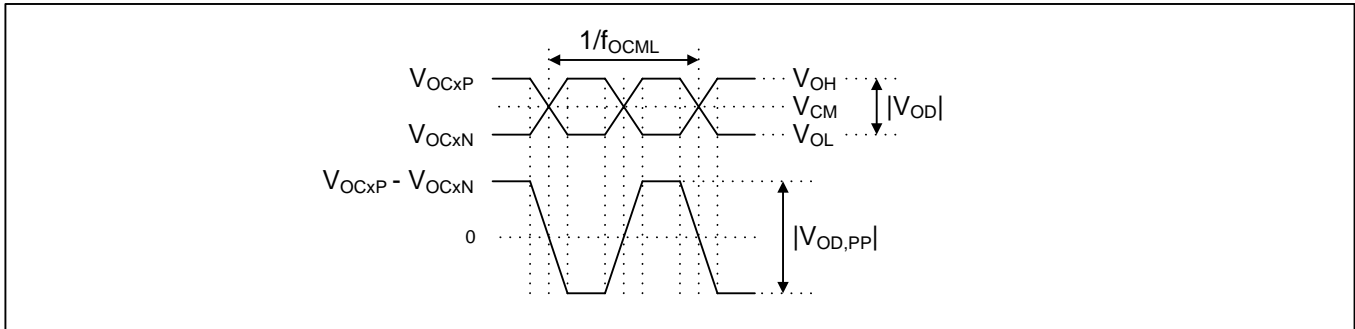 1/fOCML
VOCxP
VOH
VCM
|VOD|
VOCxN
VOL
VOCxP - VOCxN
0
|VOD,PP|